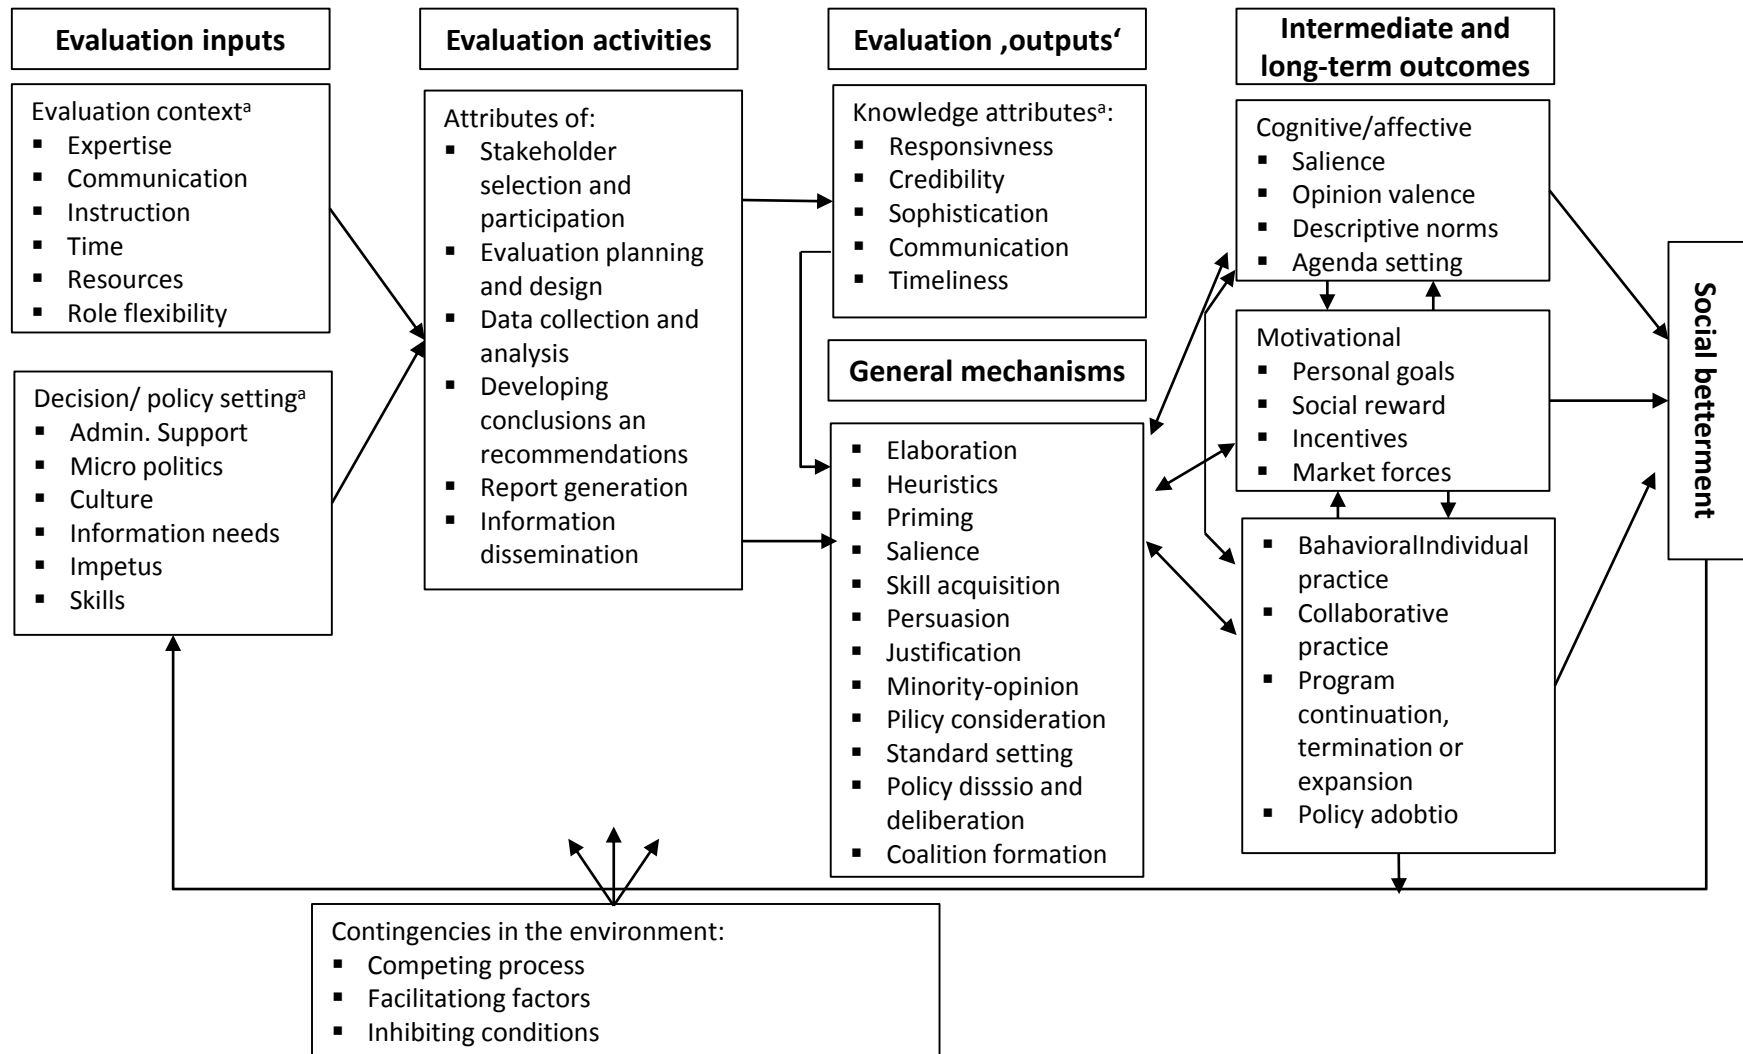 Evaluation inputs
Evaluation contextᵃ
▪ Expertise
▪ Communication
▪ Instruction
▪ Time
▪ Resources
▪ Role flexibility
Decision/ policy settingᵃ
▪ Admin. Support
▪ Micro politics
▪ Culture
▪ Information needs
▪ Impetus
▪ Skills
Evaluation activities
Attributes of:
▪ Stakeholder
selection and
participation
▪ Evaluation planning
and design
▪ Data collection and
analysis
▪ Developing
conclusions an
recommendations
▪ Report generation
▪ Information
dissemination
Evaluation ‚outputs‘
Knowledge attributesᵃ:
▪ Responsivness
▪ Credibility
▪ Sophistication
▪ Communication
▪ Timeliness
General mechanisms
▪ Elaboration
▪ Heuristics
▪ Priming
▪ Salience
▪ Skill acquisition
▪ Persuasion
▪ Justification
▪ Minority-opinion
▪ Pilicy consideration
▪ Standard setting
▪ Policy disssio and
deliberation
▪ Coalition formation
Intermediate and
long-term outcomes
Cognitive/affective
▪ Salience
▪ Opinion valence
▪ Descriptive norms
▪ Agenda setting
Motivational
▪ Personal goals
▪ Social reward
▪ Incentives
▪ Market forces
▪ BahavioralIndividual
practice
▪ Collaborative
practice
▪ Program
continuation,
termination or
expansion
▪ Policy adobtio
Social betterment
Contingencies in the environment:
▪ Competing process
▪ Facilitationg factors
▪ Inhibiting conditions